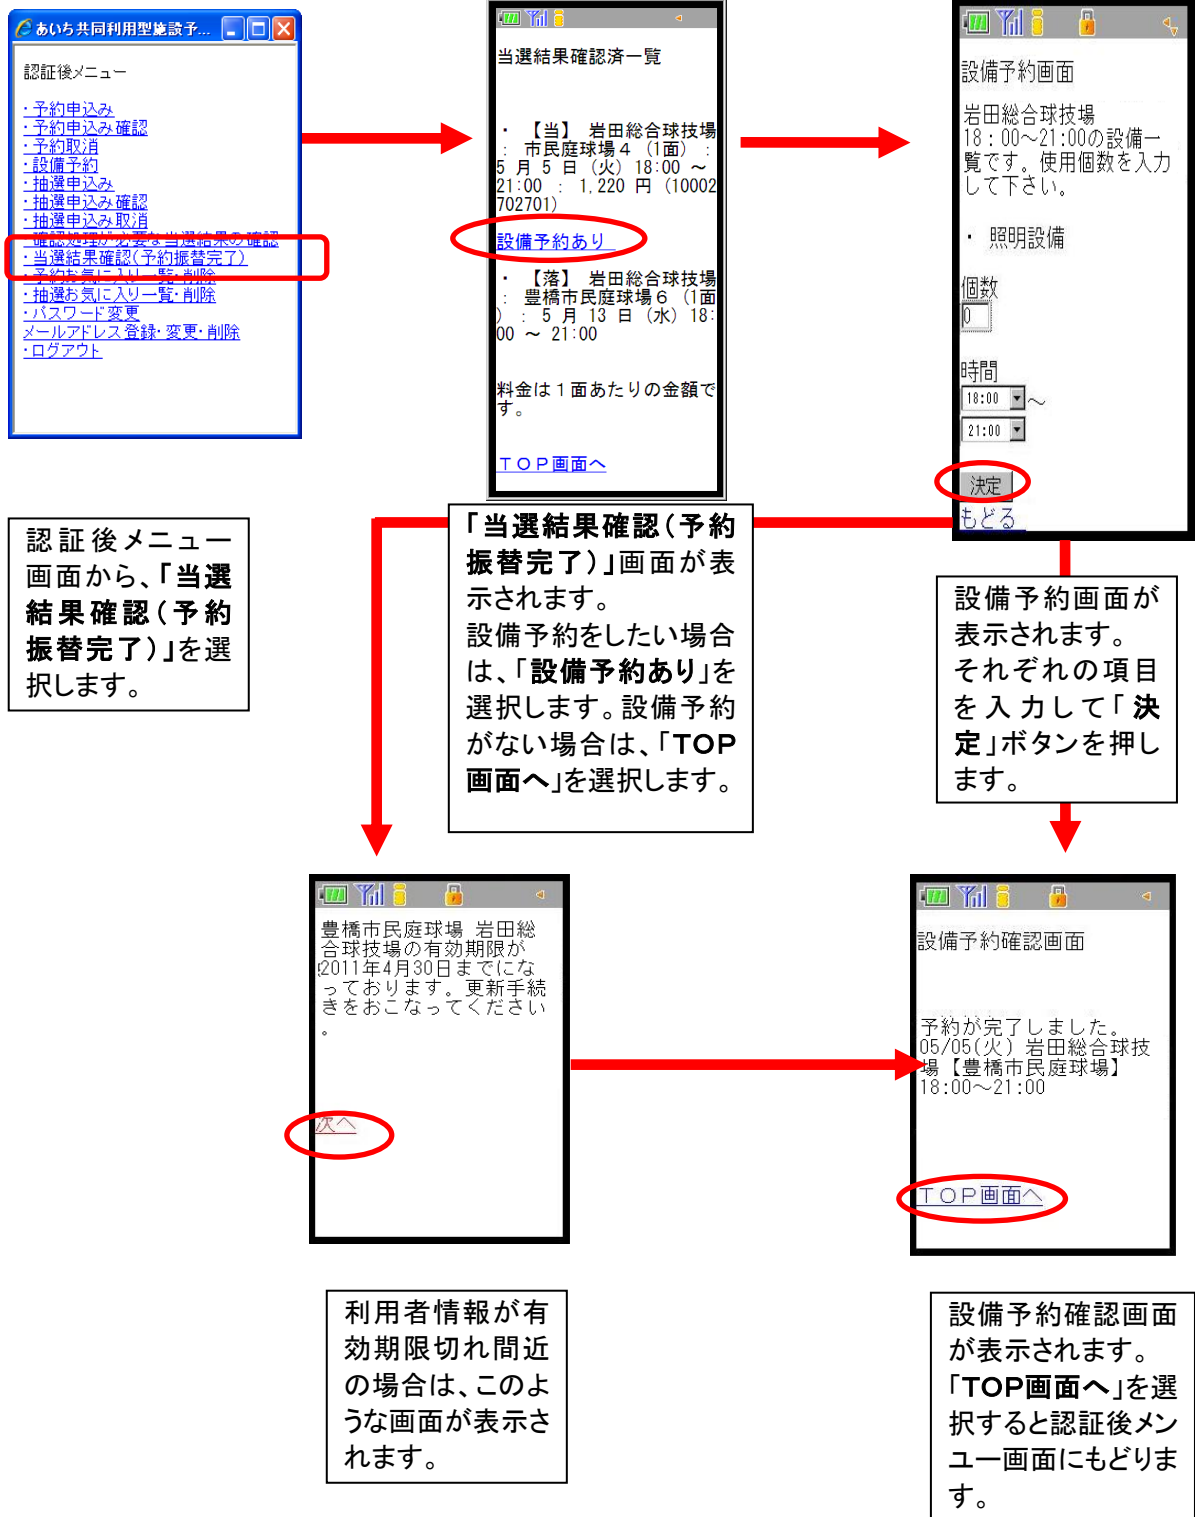 あいち共同利用型施設予...
認証後メニュー
・予約申込み
・予約申込み確認
・予約取消
・設備予約
・抽選申込み
・抽選申込み確認
・抽選申込み取消
・確認処理が必要な当選結果の確認
・当選結果確認(予約振替完了)
・予約お気に入り一覧・削除
・抽選お気に入り一覧・削除
・パスワード変更
メールアドレス登録・変更・削除
・ログアウト
当選結果確認済一覧
・ 【当】 岩田総合球技場
: 市民庭球場４ (1面) :
5 月 5 日 (火) 18:00 ～
21:00 : 1,220 円 (10002
702701)
設備予約あり
・ 【落】 岩田総合球技場
: 豊橋市民庭球場６ (1面
) : 5 月 13 日 (水) 18:
00 ～ 21:00
料金は１面あたりの金額で
す。
ＴＯＰ画面へ
設備予約画面
岩田総合球技場
18：00～21:00の設備一
覧です。使用個数を入力
して下さい。
・ 照明設備
個数
0
時間
18:00 ～
21:00
決定
もどる
認証後メニュー
画面から、「当選
結果確認(予約
振替完了)」を選
択します。
「当選結果確認(予約
振替完了)」画面が表
示されます。
設備予約をしたい場合
は、「設備予約あり」を
選択します。設備予約
がない場合は、「TOP
画面へ」を選択します。
設備予約画面が
表示されます。
それぞれの項目
を入力して「決
定」ボタンを押し
ます。
豊橋市民庭球場 岩田総
合球技場の有効期限が
2011年4月30日までにな
っております。更新手続
きをおこなってください
。
次へ
設備予約確認画面
予約が完了しました。
05/05(火) 岩田総合球技
場【豊橋市民庭球場】
18:00～21:00
ＴＯＰ画面へ
利用者情報が有
効期限切れ間近
の場合は、このよ
うな画面が表示さ
れます。
設備予約確認画面
が表示されます。
「TOP画面へ」を選
択すると認証後メン
ユー画面にもどりま
す。